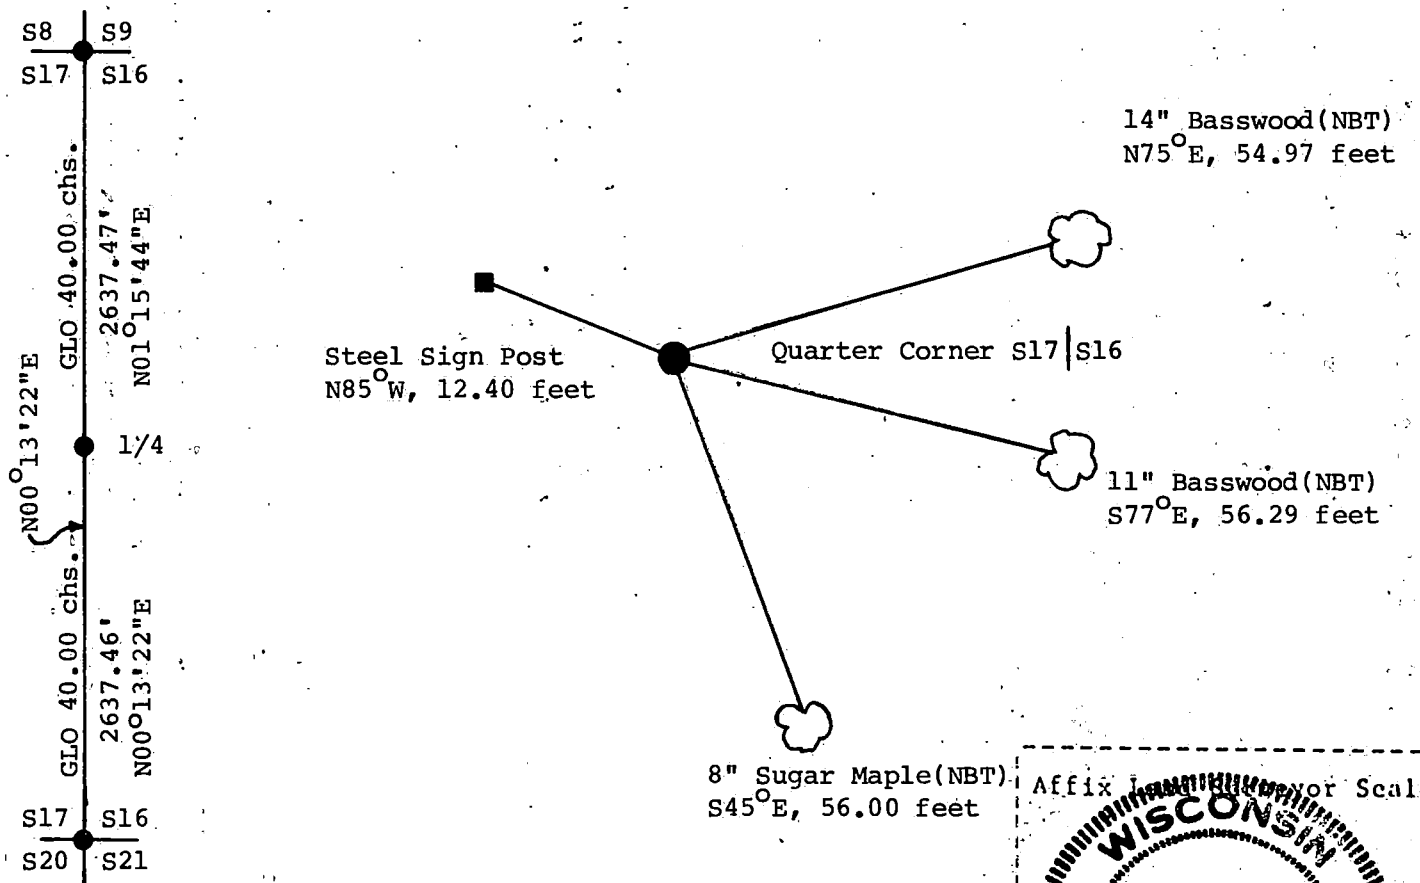 S8 S9
S17 S16
GLO 40.00 chs.
2637.47'
N01°15'44"E
N00°13'22"E
1/4
GLO 40.00 chs.
2637.46'
N00°13'22"E
S17 S16
S20 S21
14" Basswood(NBT)
N75°E, 54.97 feet
Steel Sign Post
N85°W, 12.40 feet
Quarter Corner S17|S16
11" Basswood(NBT)
S77°E, 56.29 feet
8" Sugar Maple(NBT)
S45°E, 56.00 feet
Affix Land Surveyor Seal
WISCONSIN